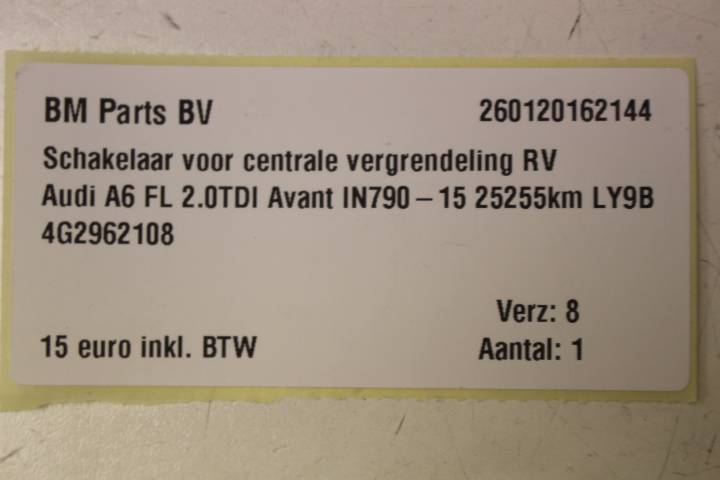 BM Parts BV 260120162144
Schakelaar voor centrale vergrendeling RV
Audi A6 FL 2.0TDI Avant IN790-15 25255km LY9B
4G2962108
Verz: 8
15 euro inkl. BTW Aantal: 1